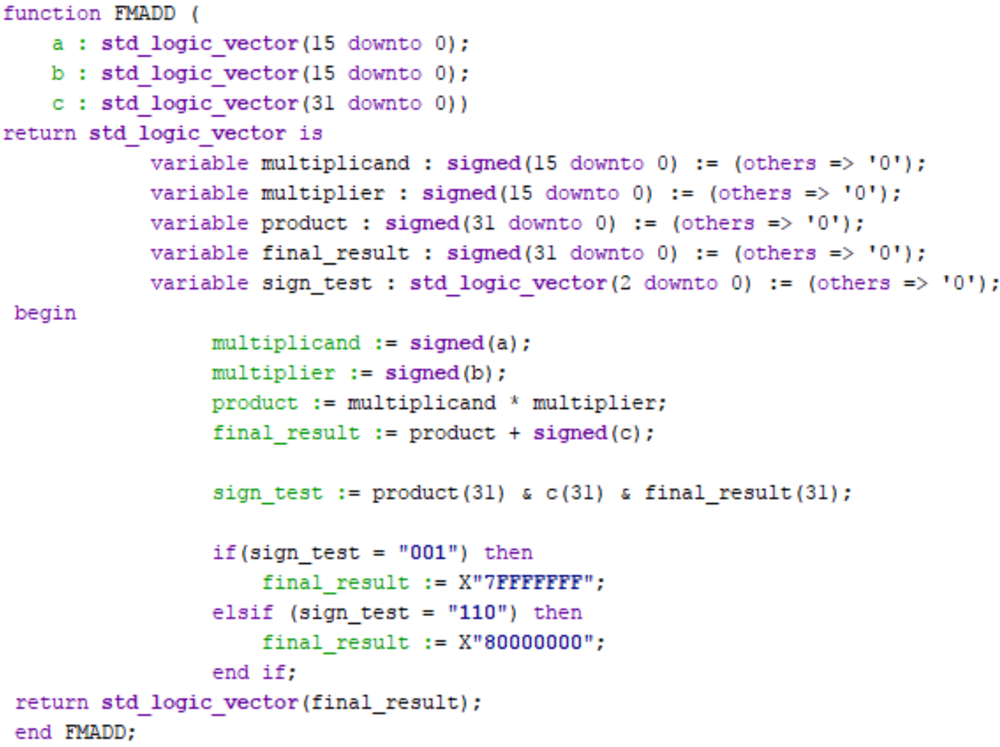 function FMADD (
    a : std_logic_vector(15 downto 0);
    b : std_logic_vector(15 downto 0);
    c : std_logic_vector(31 downto 0))
return std_logic_vector is
            variable multiplicand : signed(15 downto 0) := (others => '0');
            variable multiplier : signed(15 downto 0) := (others => '0');
            variable product : signed(31 downto 0) := (others => '0');
            variable final_result : signed(31 downto 0) := (others => '0');
            variable sign_test : std_logic_vector(2 downto 0) := (others => '0');
 begin
                 multiplicand := signed(a);
                 multiplier := signed(b);
                 product := multiplicand * multiplier;
                 final_result := product + signed(c);

                 sign_test := product(31) & c(31) & final_result(31);

                 if(sign_test = "001") then
                     final_result := X"7FFFFFFF";
                 elsif (sign_test = "110") then
                     final_result := X"80000000";
                 end if;
 return std_logic_vector(final_result);
 end FMADD;